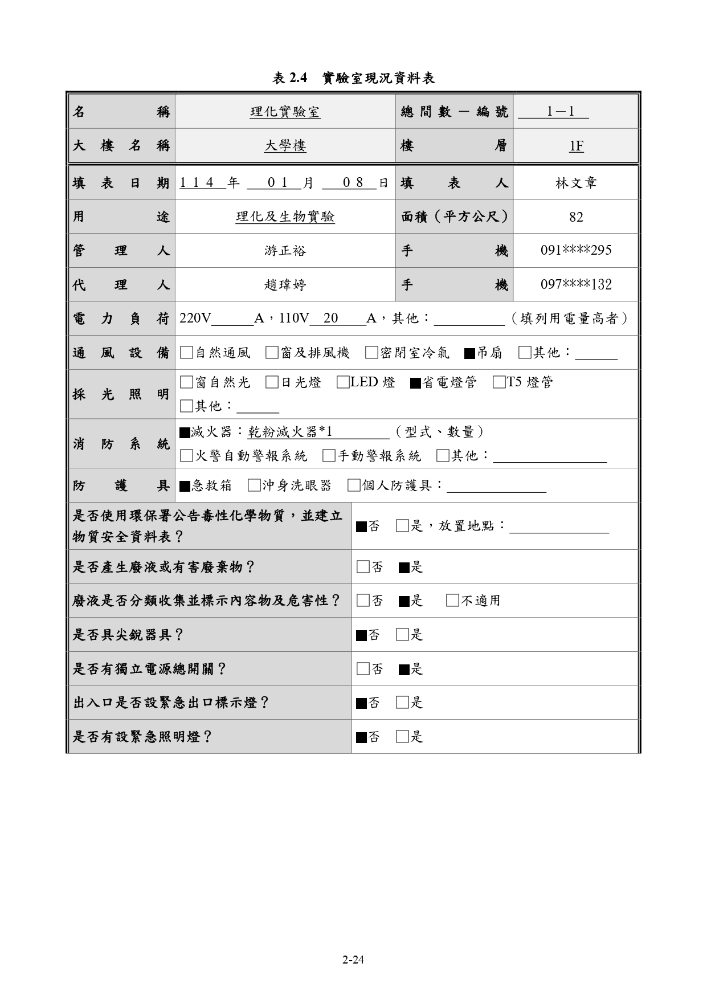 表 2.4　實驗室現況資料表
名稱　理化實驗室　總間數－編號　1－1
大樓名稱　大學樓　樓層　1F
填表日期　114年 01月 08日　填表人　林文章
用途　理化及生物實驗　面積（平方公尺）　82
管理人　游正裕　手機　091****295
代理人　趙瑋婷　手機　097****132
電力負荷　220V______A，110V__20____A，其他：__________（填列用電量高者）
通風設備　□自然通風　□窗及排風機　□密閉室冷氣　■吊扇　□其他：______
採光照明　□窗自然光　□日光燈　□LED 燈　■省電燈管　□T5 燈管
□其他：______
消防系統　■滅火器：乾粉滅火器*1________（型式、數量）
□火警自動警報系統　□手動警報系統　□其他：________________
防護具　■急救箱　□沖身洗眼器　□個人防護具：______________
是否使用環保署公告毒性化學物質，並建立
物質安全資料表？　■否　□是，放置地點：______________
是否產生廢液或有害廢棄物？　□否　■是
廢液是否分類收集並標示內容物及危害性？　□否　■是　□不適用
是否具尖銳器具？　■否　□是
是否有獨立電源總開關？　□否　■是
出入口是否設緊急出口標示燈？　■否　□是
是否有設緊急照明燈？　■否　□是
2-24